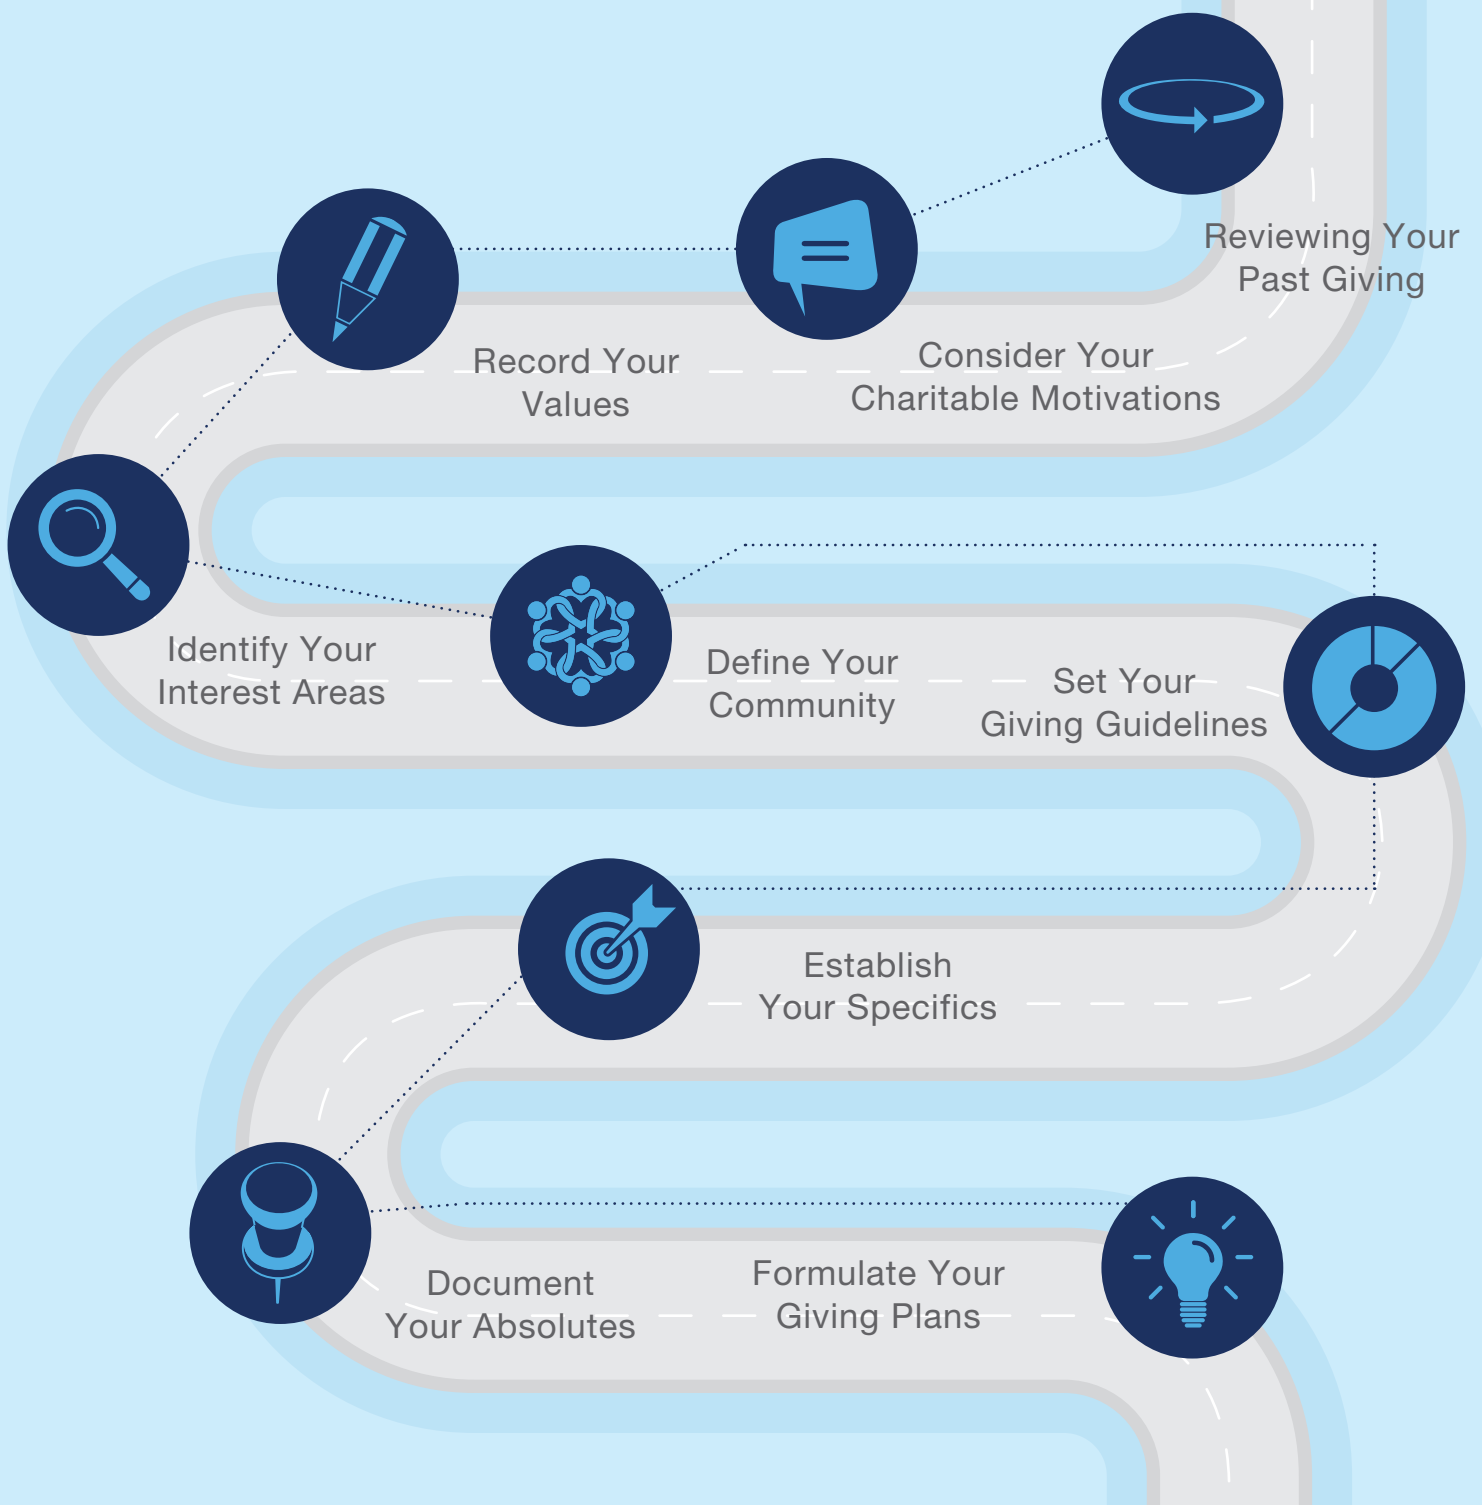 Reviewing Your
Past Giving
Consider Your
Charitable Motivations
Record Your
Values
Identify Your
Interest Areas
Define Your
Community
Set Your
Giving Guidelines
Establish
Your Specifics
Document
Your Absolutes
Formulate Your
Giving Plans